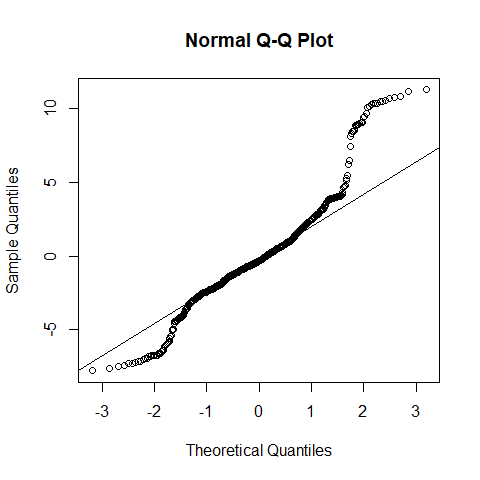 Normal Q-Q Plot
10
5
0
-5
Sample Quantiles
-3 -2 -1 0 1 2 3
Theoretical Quantiles